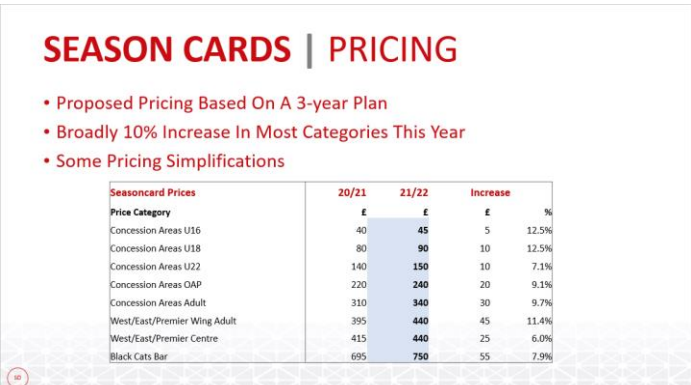 SEASON CARDS | PRICING
• Proposed Pricing Based On A 3-year Plan
• Broadly 10% Increase In Most Categories This Year
• Some Pricing Simplifications
Seasoncard Prices 20/21 21/22 Increase
Price Category £ £ £ %
Concession Areas U16 40 45 5 12.5%
Concession Areas U18 80 90 10 12.5%
Concession Areas U22 140 150 10 7.1%
Concession Areas OAP 220 240 20 9.1%
Concession Areas Adult 310 340 30 9.7%
West/East/Premier Wing Adult 395 440 45 11.4%
West/East/Premier Centre 415 440 25 6.0%
Black Cats Bar 695 750 55 7.9%